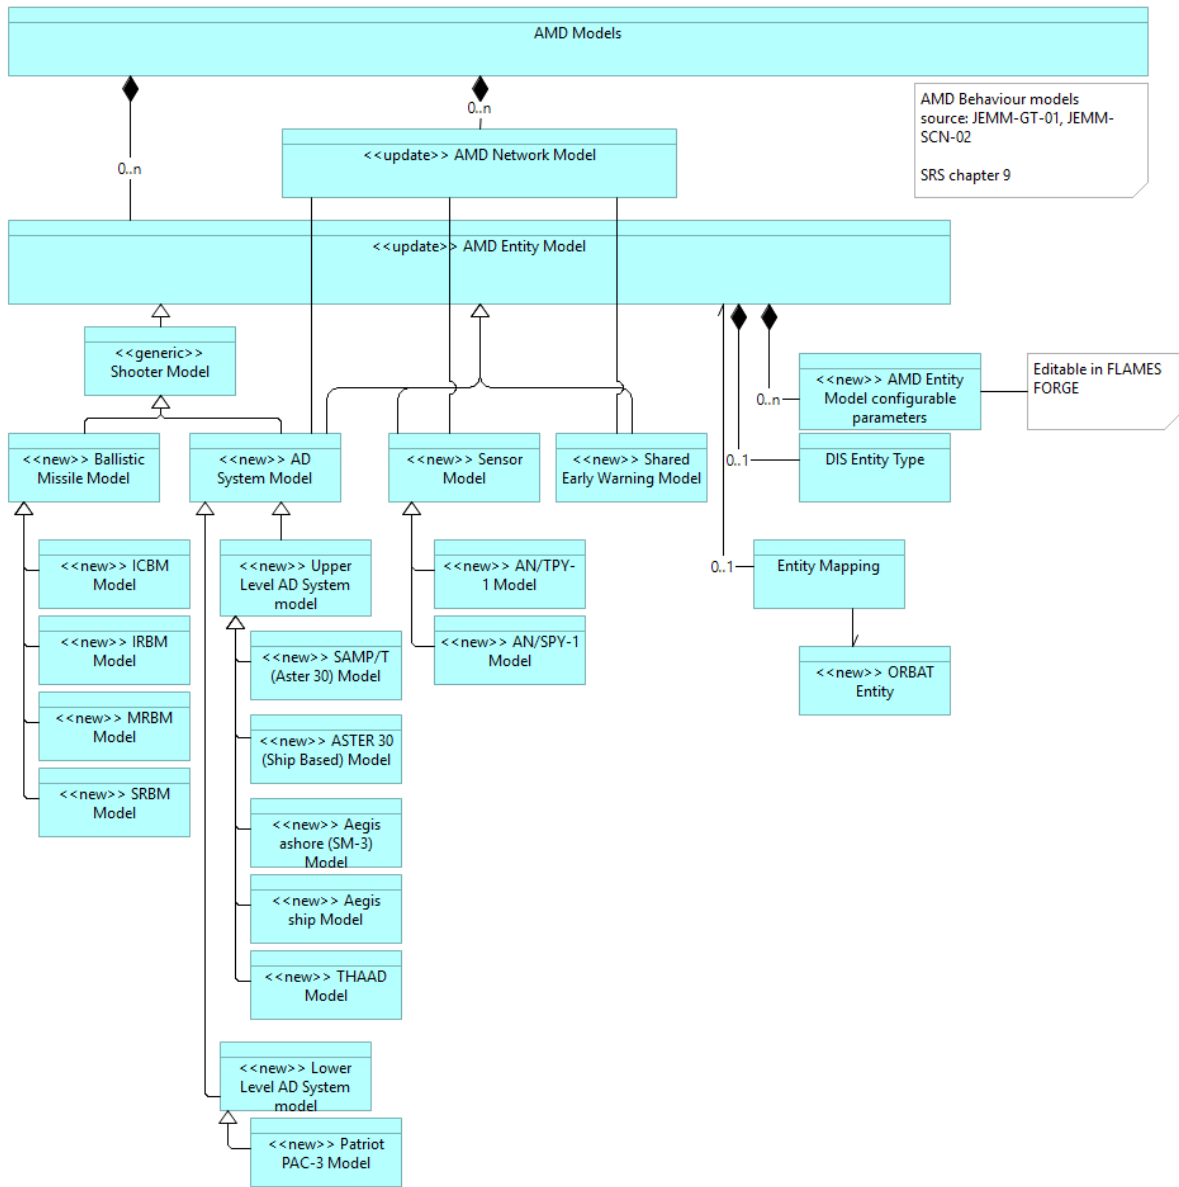 AMD Models
AMD Behaviour models
source: JEMM-GT-01, JEMM-
SCN-02
SRS chapter 9
0..n
<<update>> AMD Network Model
0..n
<<update>> AMD Entity Model
<<generic>>
Shooter Model
<<new>> AMD Entity
Model configurable
parameters
Editable in FLAMES
FORGE
0..n
<<new>> Ballistic
Missile Model
<<new>> AD
System Model
<<new>> Sensor
Model
<<new>> Shared
Early Warning Model
0..1
DIS Entity Type
<<new>> ICBM
Model
<<new>> Upper
Level AD System
model
<<new>> AN/TPY-
1 Model
0..1
Entity Mapping
<<new>> IRBM
Model
<<new>> SAMP/T
(Aster 30) Model
<<new>> AN/SPY-1
Model
<<new>> ORBAT
Entity
<<new>> MRBM
Model
<<new>> ASTER 30
(Ship Based) Model
<<new>> SRBM
Model
<<new>> Aegis
ashore (SM-3)
Model
<<new>> Aegis
ship Model
<<new>> THAAD
Model
<<new>> Lower
Level AD System
model
<<new>> Patriot
PAC-3 Model